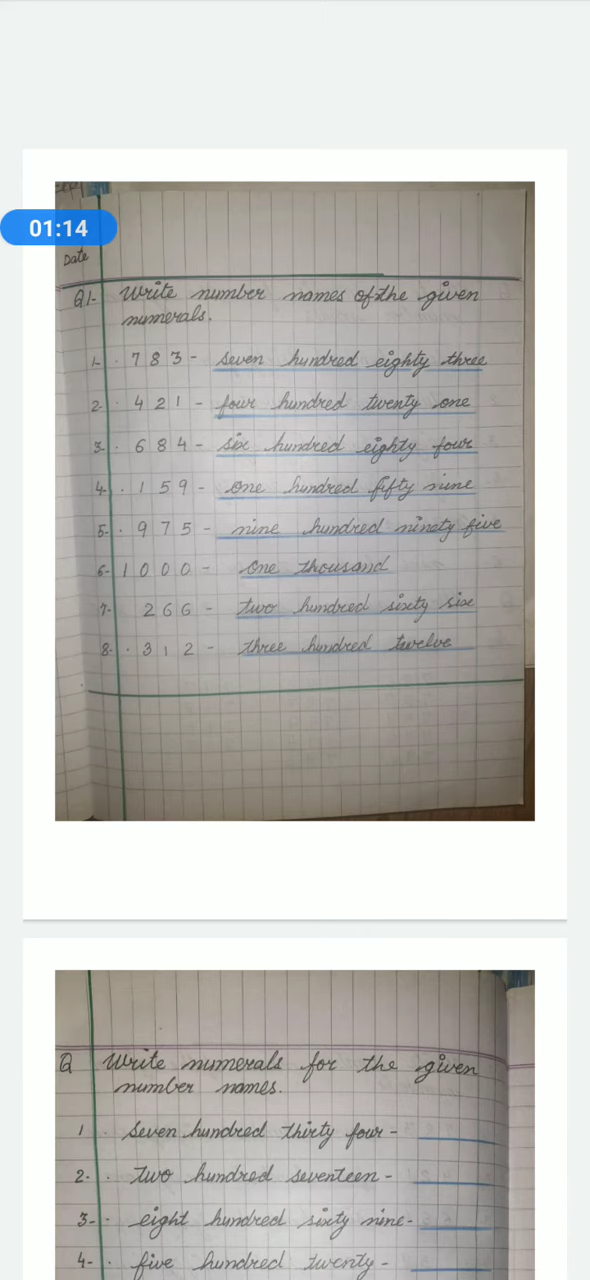 01:14
Date
Q1- Write number names of the given
numerals.
1- 783 - seven hundred eighty three
2- 421 - four hundred twenty one
3- 684 - six hundred eighty four
4- 159 - one hundred fifty nine
5- 975 - nine hundred ninety five
6- 1000 - one thousand
7- 266 - two hundred sixty six
8- 312 - three hundred twelve
Q Write numerals for the given
number names.
1 Seven hundred thirty four -
2- two hundred seventeen -
3- eight hundred sixty nine -
4- five hundred twenty -